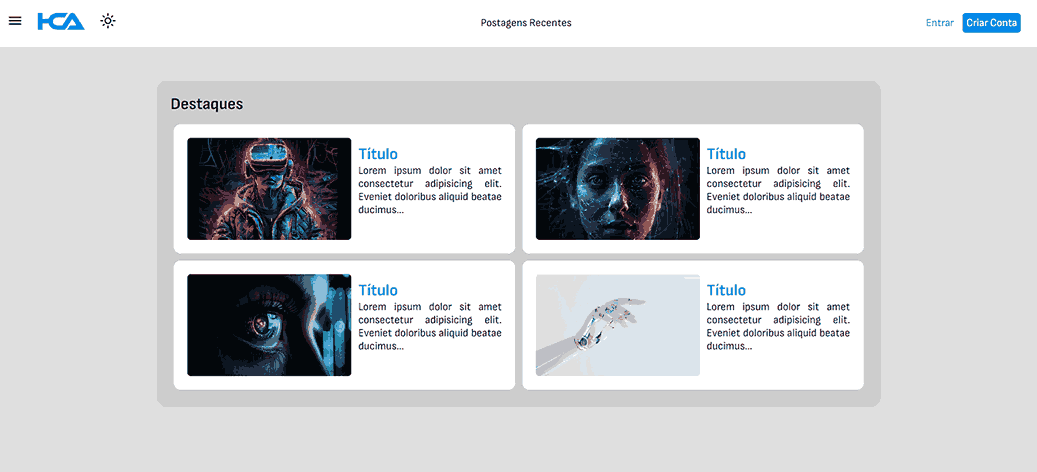 HCA
Postagens Recentes
Entrar
Criar Conta
Destaques
Título
Lorem ipsum dolor sit amet
consectetur adipisicing elit.
Eveniet doloribus aliquid beatae
ducimus...
Título
Lorem ipsum dolor sit amet
consectetur adipisicing elit.
Eveniet doloribus aliquid beatae
ducimus...
Título
Lorem ipsum dolor sit amet
consectetur adipisicing elit.
Eveniet doloribus aliquid beatae
ducimus...
Título
Lorem ipsum dolor sit amet
consectetur adipisicing elit.
Eveniet doloribus aliquid beatae
ducimus...